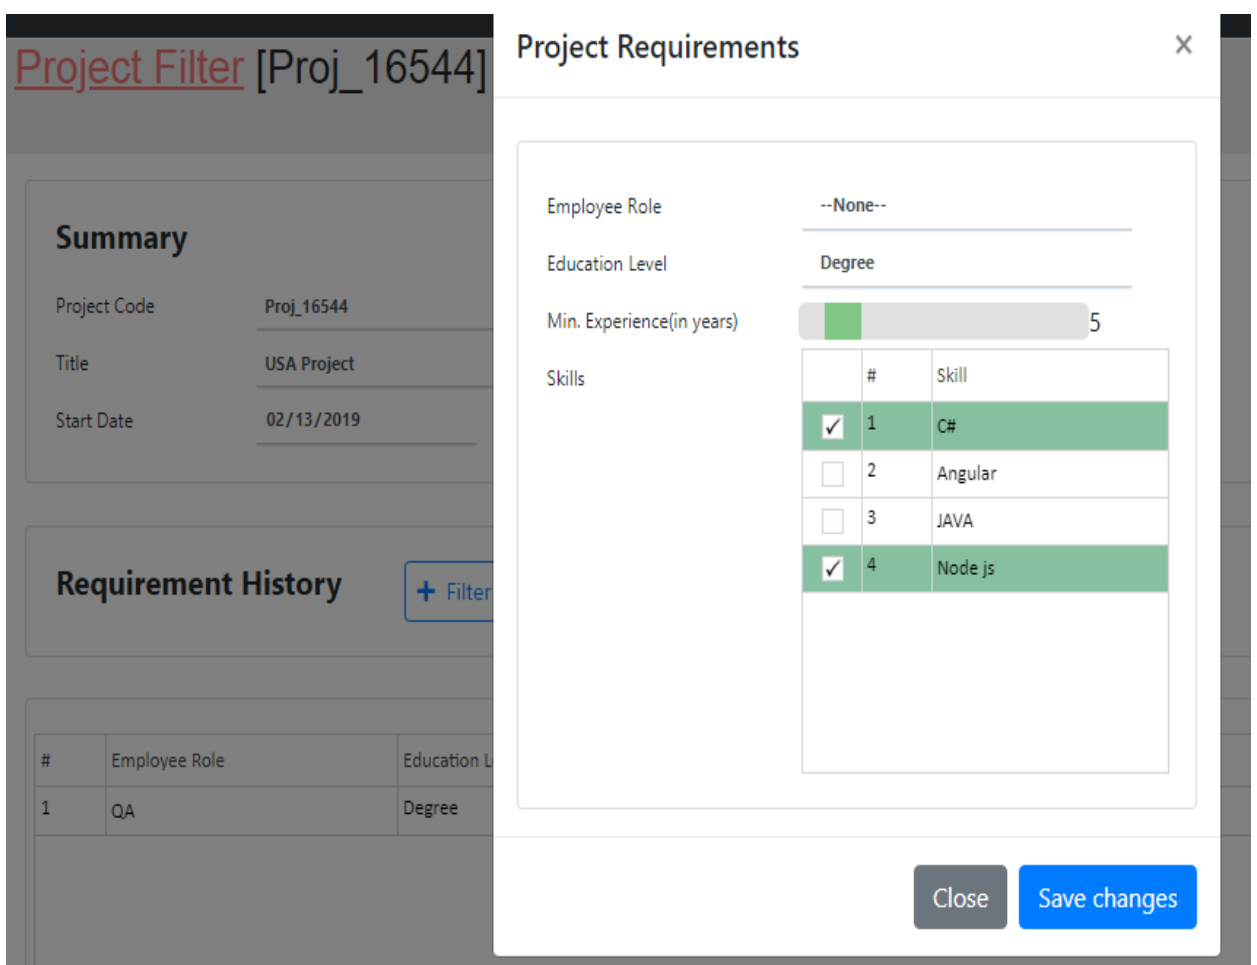 Project Filter [Proj_16544]
Summary
Project Code Proj_16544
Title USA Project
Start Date 02/13/2019
Requirement History + Filter
# Employee Role Education L
1 QA Degree
Project Requirements ×
Employee Role --None--
Education Level Degree
Min. Experience(in years) 5
Skills
# Skill
1 C#
2 Angular
3 JAVA
4 Node js
Close Save changes